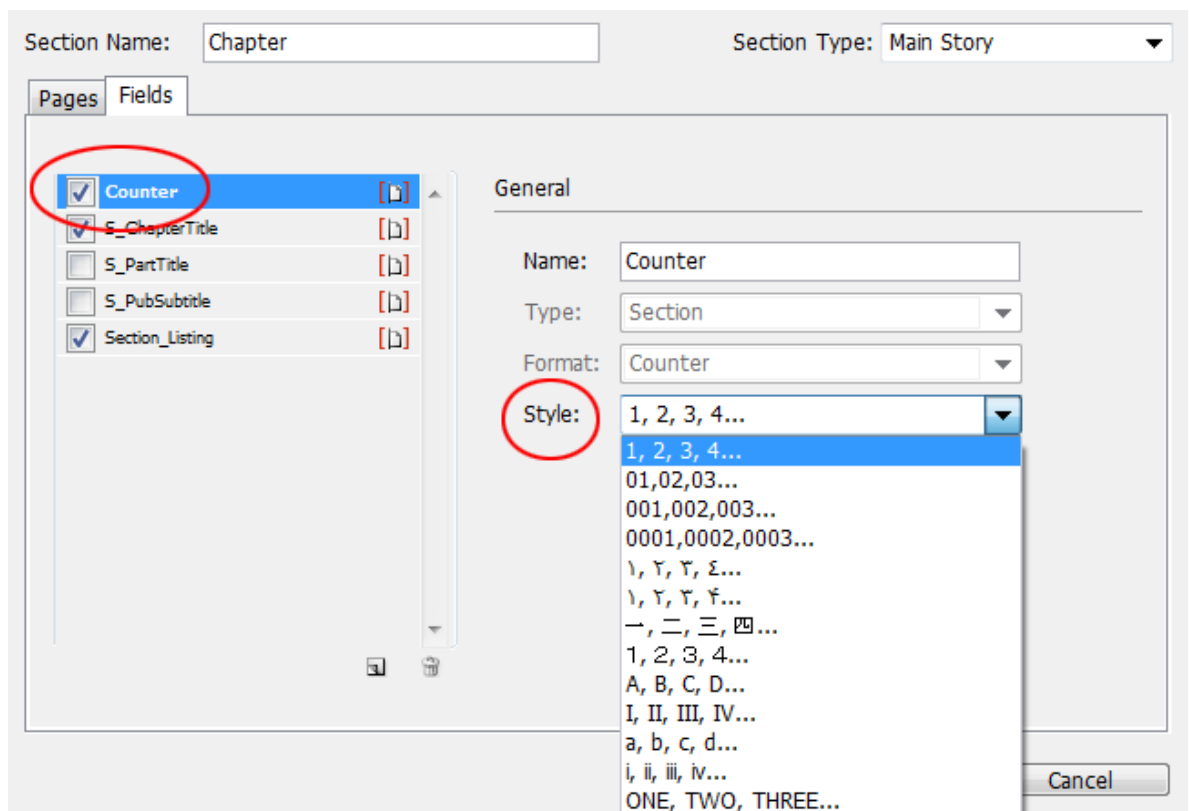 Section Name: Chapter Section Type: Main Story
Pages Fields
Counter
S_ChapterTitle
S_PartTitle
S_PubSubtitle
Section_Listing
General
Name: Counter
Type: Section
Format: Counter
Style: 1, 2, 3, 4...
1, 2, 3, 4...
01,02,03...
001,002,003...
0001,0002,0003...
١, ٢, ٣, ٤...
۱, ۲, ۳, ۴...
一, 二, 三, 四...
１, ２, ３, ４...
A, B, C, D...
I, II, III, IV...
a, b, c, d...
i, ii, iii, iv...
ONE, TWO, THREE...
Cancel